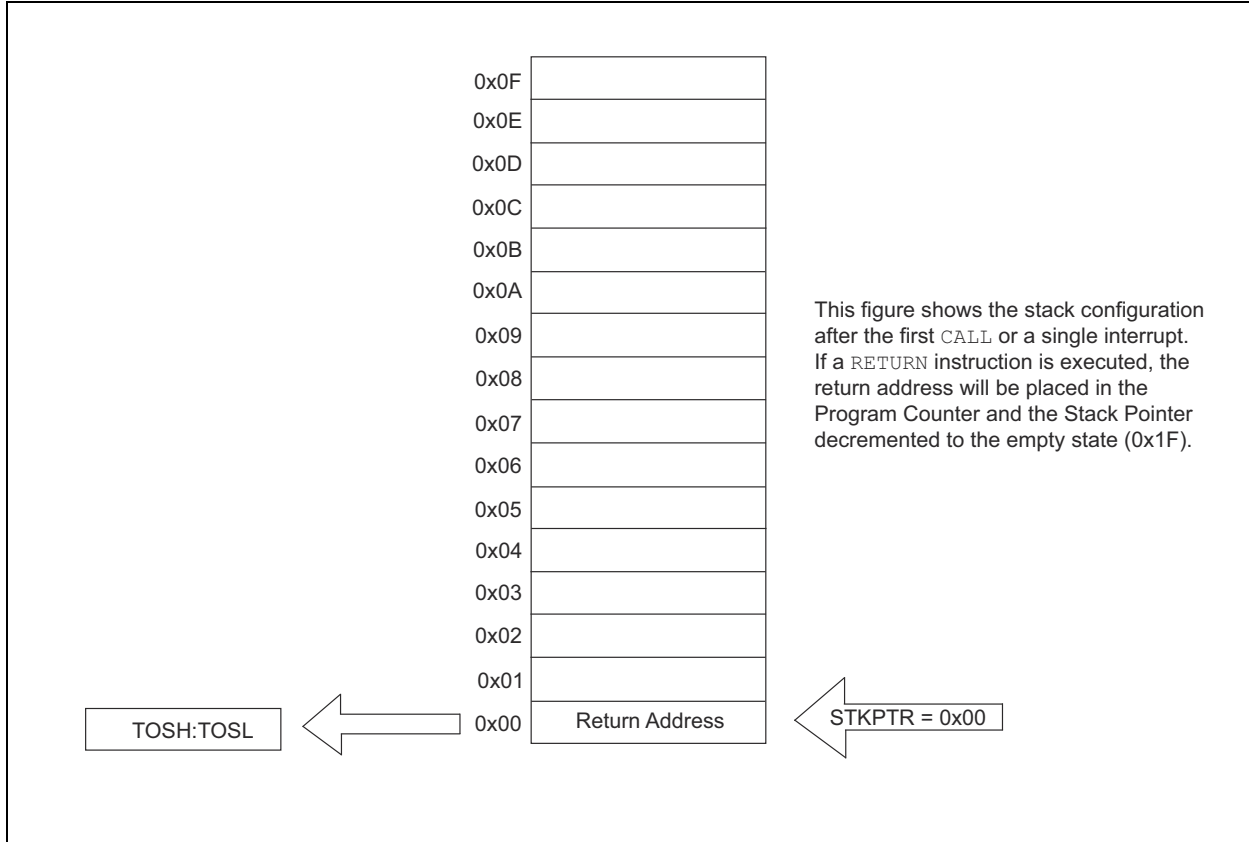 0x0F
0x0E
0x0D
0x0C
0x0B
0x0A
0x09
0x08
0x07
0x06
0x05
0x04
0x03
0x02
0x01
0x00
Return Address
TOSH:TOSL
STKPTR = 0x00
This figure shows the stack configuration
after the first CALL or a single interrupt.
If a RETURN instruction is executed, the
return address will be placed in the
Program Counter and the Stack Pointer
decremented to the empty state (0x1F).